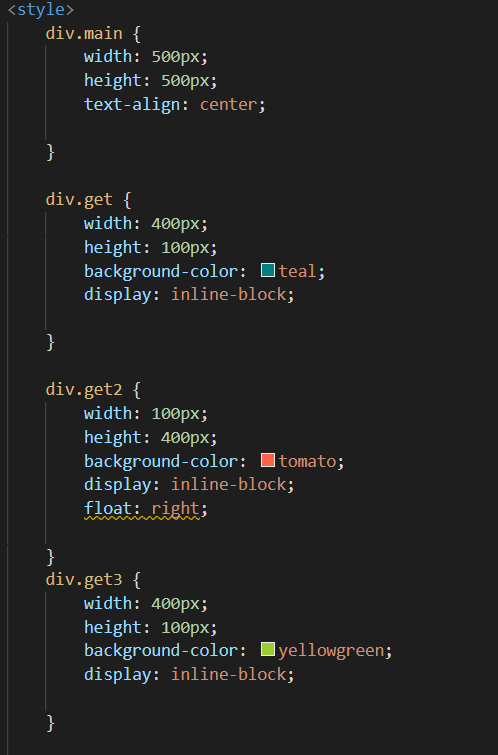 <style>
div.main {
width: 500px;
height: 500px;
text-align: center;
}
div.get {
width: 400px;
height: 100px;
background-color: teal;
display: inline-block;
}
div.get2 {
width: 100px;
height: 400px;
background-color: tomato;
display: inline-block;
float: right;
}
div.get3 {
width: 400px;
height: 100px;
background-color: yellowgreen;
display: inline-block;
}